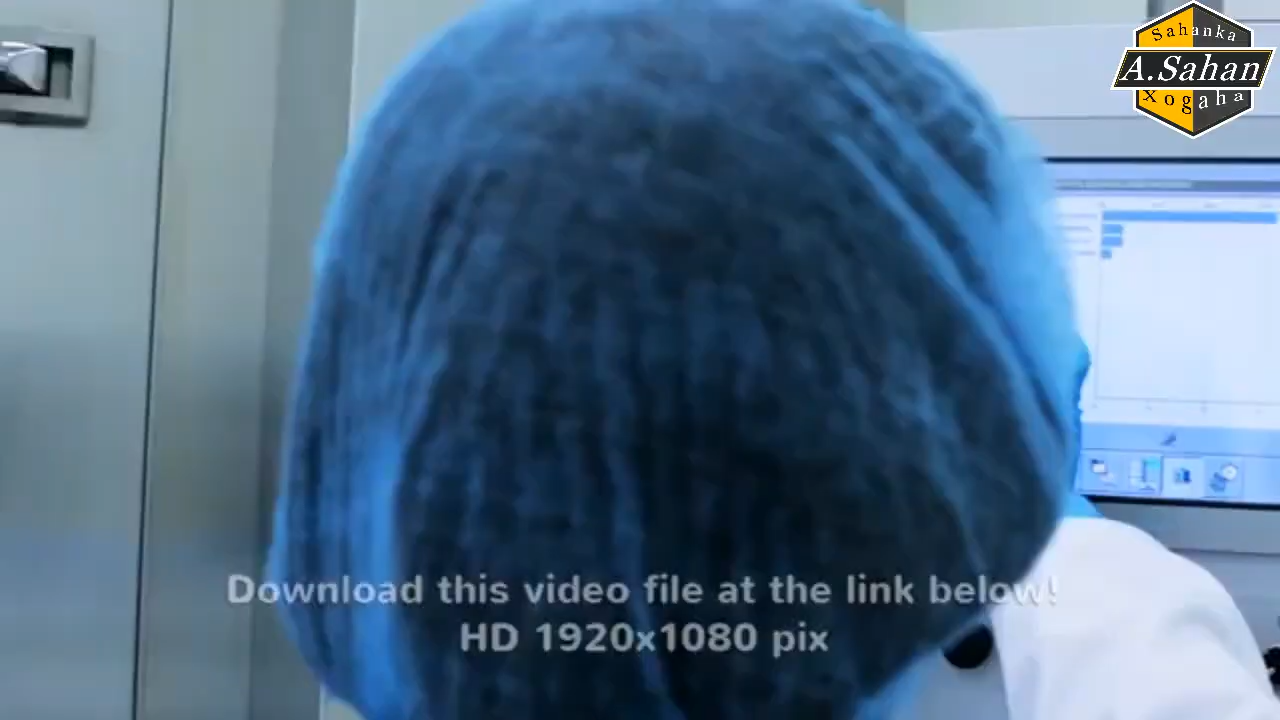 Sahanka
A.Sahan
Xogaha
Download this video file at the link below!
HD 1920x1080 pix